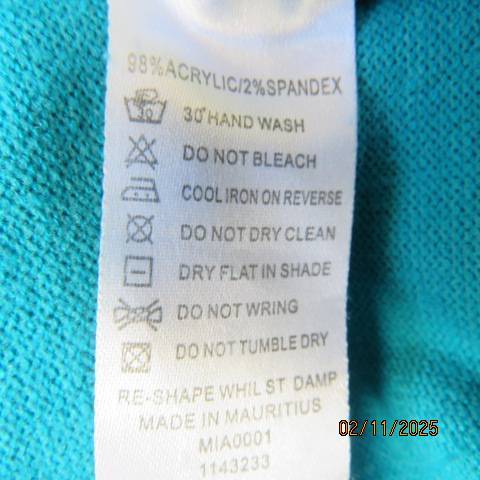 98%ACRYLIC/2%SPANDEX
30°HAND WASH
DO NOT BLEACH
COOL IRON ON REVERSE
DO NOT DRY CLEAN
DRY FLAT IN SHADE
DO NOT WRING
DO NOT TUMBLE DRY
RE-SHAPE WHILST DAMP
MADE IN MAURITIUS
MIA0001
1143233
02/11/2025